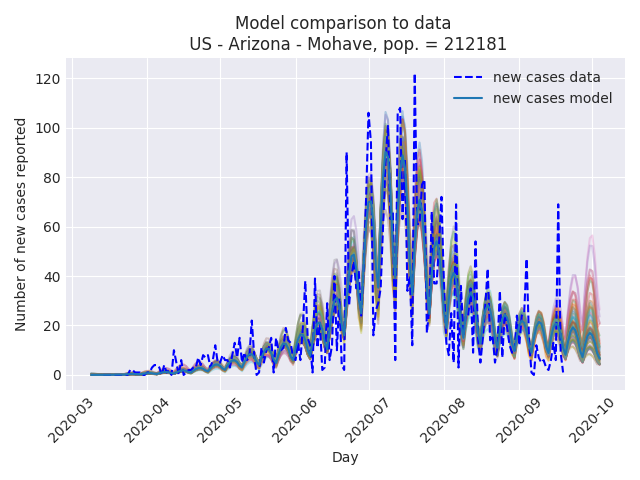 Model comparison to data
US - Arizona - Mohave, pop. = 212181
120
100
80
60
40
20
0
Number of new cases reported
new cases data
new cases model
2020-03
2020-04
2020-05
2020-06
2020-07
2020-08
2020-09
2020-10
Day